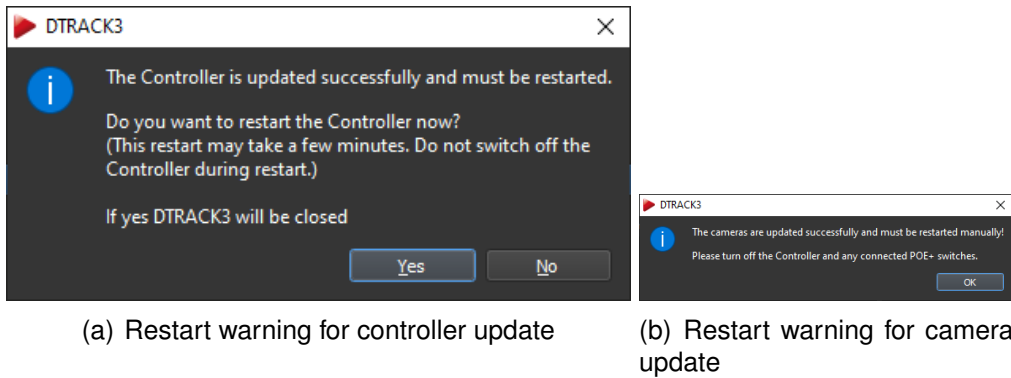 DTRACK3
The Controller is updated successfully and must be restarted.
Do you want to restart the Controller now?
(This restart may take a few minutes. Do not switch off the
Controller during restart.)
If yes DTRACK3 will be closed
Yes
No
(a) Restart warning for controller update
DTRACK3
The cameras are updated successfully and must be restarted manually!
Please turn off the Controller and any connected POE+ switches.
OK
(b) Restart warning for camera
update